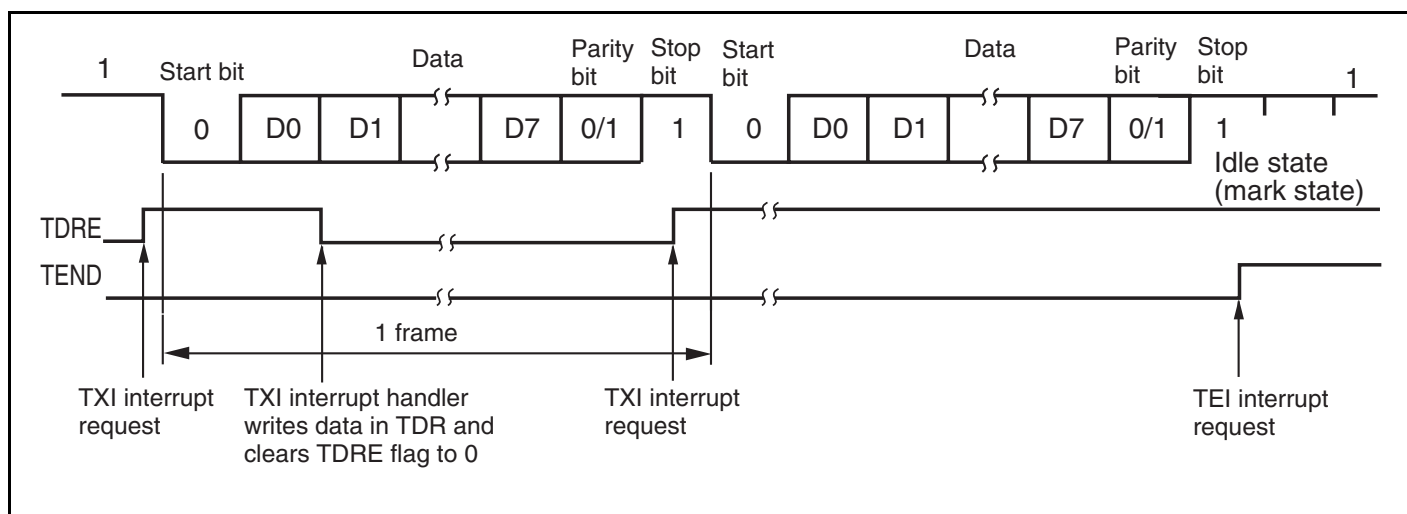 1 Start bit Data Parity bit Stop bit Start bit Data Parity bit Stop bit 1
0 D0 D1 D7 0/1 1 0 D0 D1 D7 0/1 1
Idle state
(mark state)
TDRE
TEND
1 frame
TXI interrupt
request
TXI interrupt handler
writes data in TDR and
clears TDRE flag to 0
TXI interrupt
request
TEI interrupt
request